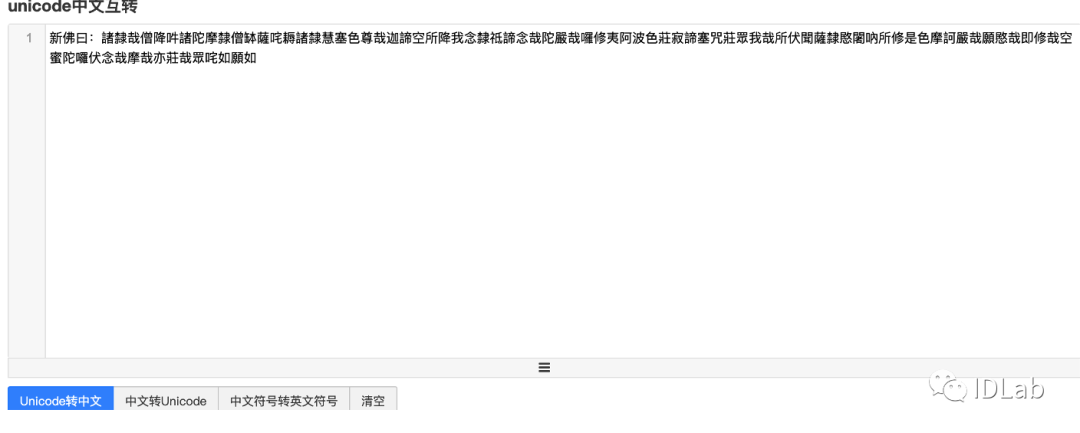 unicode中文互转
1
新佛曰：諸隸哉僧降吽諸陀摩隸僧缽薩咤耨諸隸慧塞色尊哉迦諦空所降我念隸祗諦念哉陀嚴哉囉修夷阿波色莊寂諦塞咒莊眾我哉所伏聞薩隸愍闍吶所修是色摩訶嚴哉願愍哉即修哉空
蜜陀囉伏念哉摩哉亦莊哉眾咤如願如
Unicode转中文 中文转Unicode 中文符号转英文符号 清空
IDLab